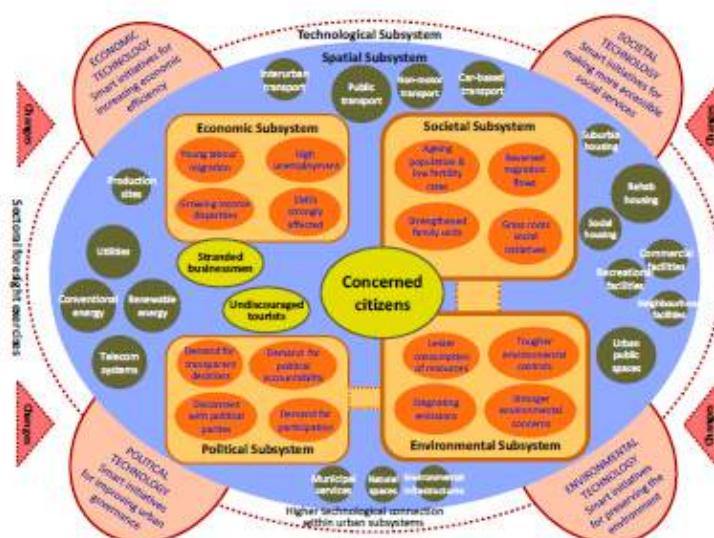 Technological Subsystem
Spatial Subsystem
ECONOMIC
TECHNOLOGY
Smart initiatives for
increasing economic
efficiency
SOCIETAL
TECHNOLOGY
Smart initiatives for
making more accessible
social services
Interurban
transport
Public
transport
Non-motor
transport
Car-based
transport
Changes
Economic Subsystem
Young labour
migration
High
unemployment
Growing income
disparities
SMEs
strongly
affected
Societal Subsystem
Ageing
population &
low fertility
rates
Reversed
migration
flows
Strengthened
family units
Grass roots
social
initiatives
Suburban
housing
Rehab
housing
Social
housing
Commercial
facilities
Recreational
facilities
Neighbourhood
facilities
Urban
public
spaces
Production
sites
Utilities
Conventional
energy
Renewable
energy
Telecom
systems
Sectorial foresight exercises
Stranded
businessmen
Undiscouraged
tourists
Concerned
citizens
Demand for
transparent
decisions
Demand for
political
accountability
Disconnect
with political
parties
Demand for
participation
Political Subsystem
Lesser
consumption
of resources
Tougher
environmental
controls
Stagnating
emissions
Stronger
environmental
concerns
Environmental Subsystem
Changes
POLITICAL
TECHNOLOGY
Smart initiatives
for improving urban
governance
Municipal
services
Natural
spaces
Environmental
infrastructures
Higher technological connection
within urban subsystems
ENVIRONMENTAL
TECHNOLOGY
Smart initiatives
for preserving the
environment